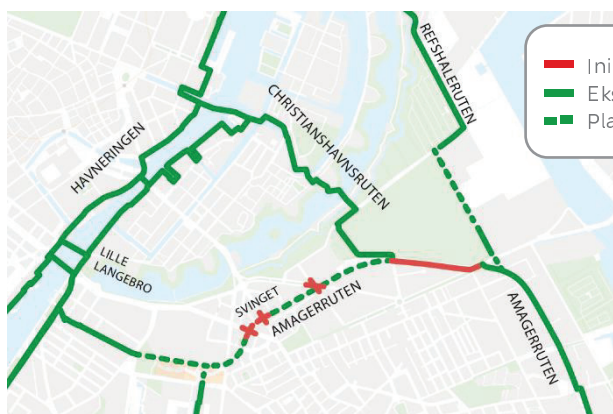 REFSHALERUTEN
CHRISTIANSHAVNSRUTEN
HAVNERINGEN
LILLE
LANGEBRO
SVINGET
AMAGERRUTEN
AMAGERRUTEN
Ini
Eks
Pla